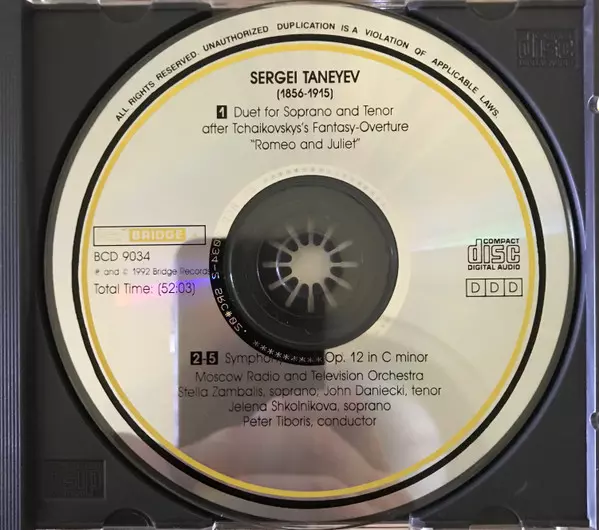 ALL RIGHTS RESERVED. UNAUTHORIZED DUPLICATION IS A VIOLATION OF APPLICABLE LAWS.
SERGEI TANEYEV
(1856-1915)
1 Duet for Soprano and Tenor
after Tchaikovskys's Fantasy-Overture
"Romeo and Juliet"
BRIDGE
BCD 9034
℗ and © 1992 Bridge Records
Total Time: (52:03)
COMPACT
disc
DIGITAL AUDIO
D D D
2-5 Op. 12 in C minor
Moscow Radio and Television Orchestra
Stella Zambalis, soprano; John Daniecki, tenor
Jelena Shkolnikova, soprano
Peter Tiboris, conductor
disc